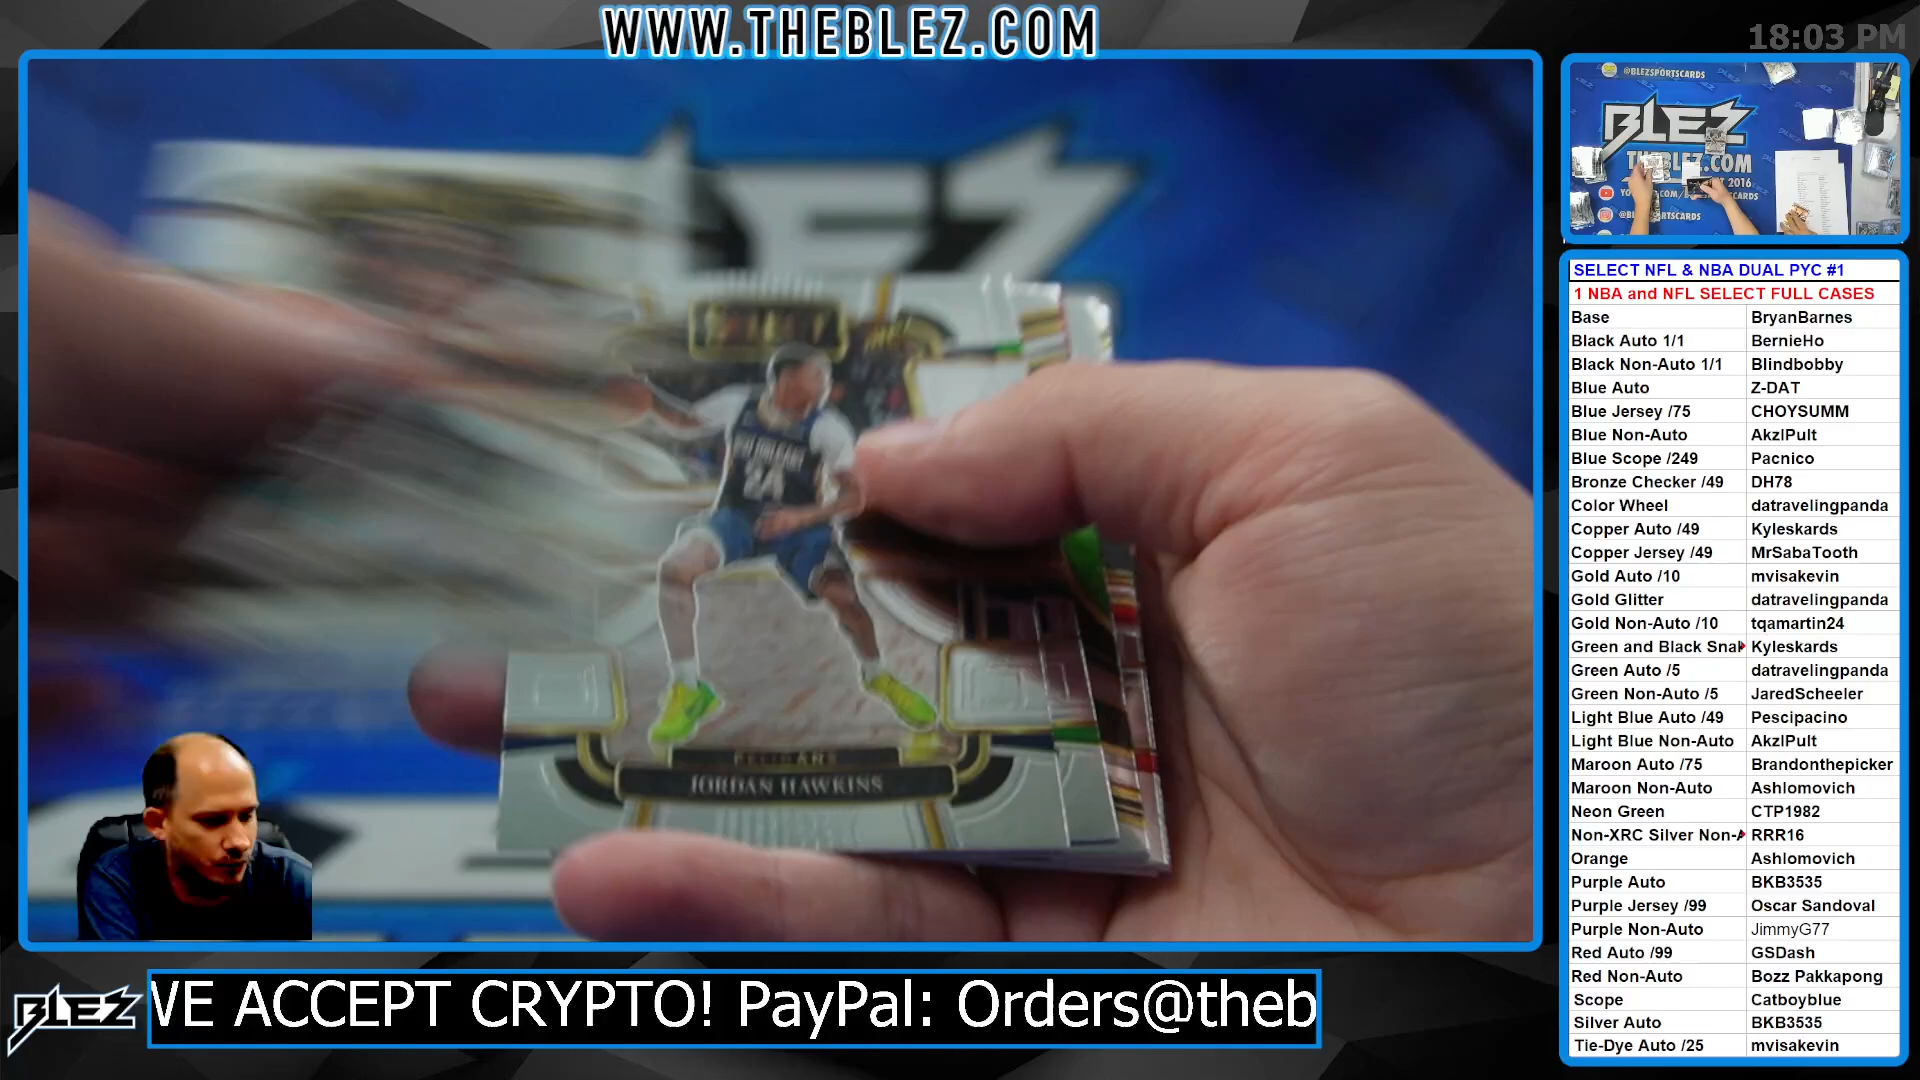 WWW.THEBLEZ.COM
18:03 PM
@BLEZSPORTSCARDS
BLEZ
THEBLEZ.COM
2016
SELECT
PELICANS
JORDAN HAWKINS
24
SELECT NFL & NBA DUAL PYC #1
1 NBA and NFL SELECT FULL CASES
Base BryanBarnes
Black Auto 1/1 BernieHo
Black Non-Auto 1/1 Blindbobby
Blue Auto Z-DAT
Blue Jersey /75 CHOYSUMM
Blue Non-Auto AkzlPult
Blue Scope /249 Pacnico
Bronze Checker /49 DH78
Color Wheel datravelingpanda
Copper Auto /49 Kyleskards
Copper Jersey /49 MrSabaTooth
Gold Auto /10 mvisakevin
Gold Glitter datravelingpanda
Gold Non-Auto /10 tqamartin24
Green and Black Snak Kyleskards
Green Auto /5 datravelingpanda
Green Non-Auto /5 JaredScheeler
Light Blue Auto /49 Pescipacino
Light Blue Non-Auto AkzlPult
Maroon Auto /75 Brandonthepicker
Maroon Non-Auto Ashlomovich
Neon Green CTP1982
Non-XRC Silver Non-A RRR16
Orange Ashlomovich
Purple Auto BKB3535
Purple Jersey /99 Oscar Sandoval
Purple Non-Auto JimmyG77
Red Auto /99 GSDash
Red Non-Auto Bozz Pakkapong
Scope Catboyblue
Silver Auto BKB3535
Tie-Dye Auto /25 mvisakevin
BLEZ
WE ACCEPT CRYPTO! PayPal: Orders@theb